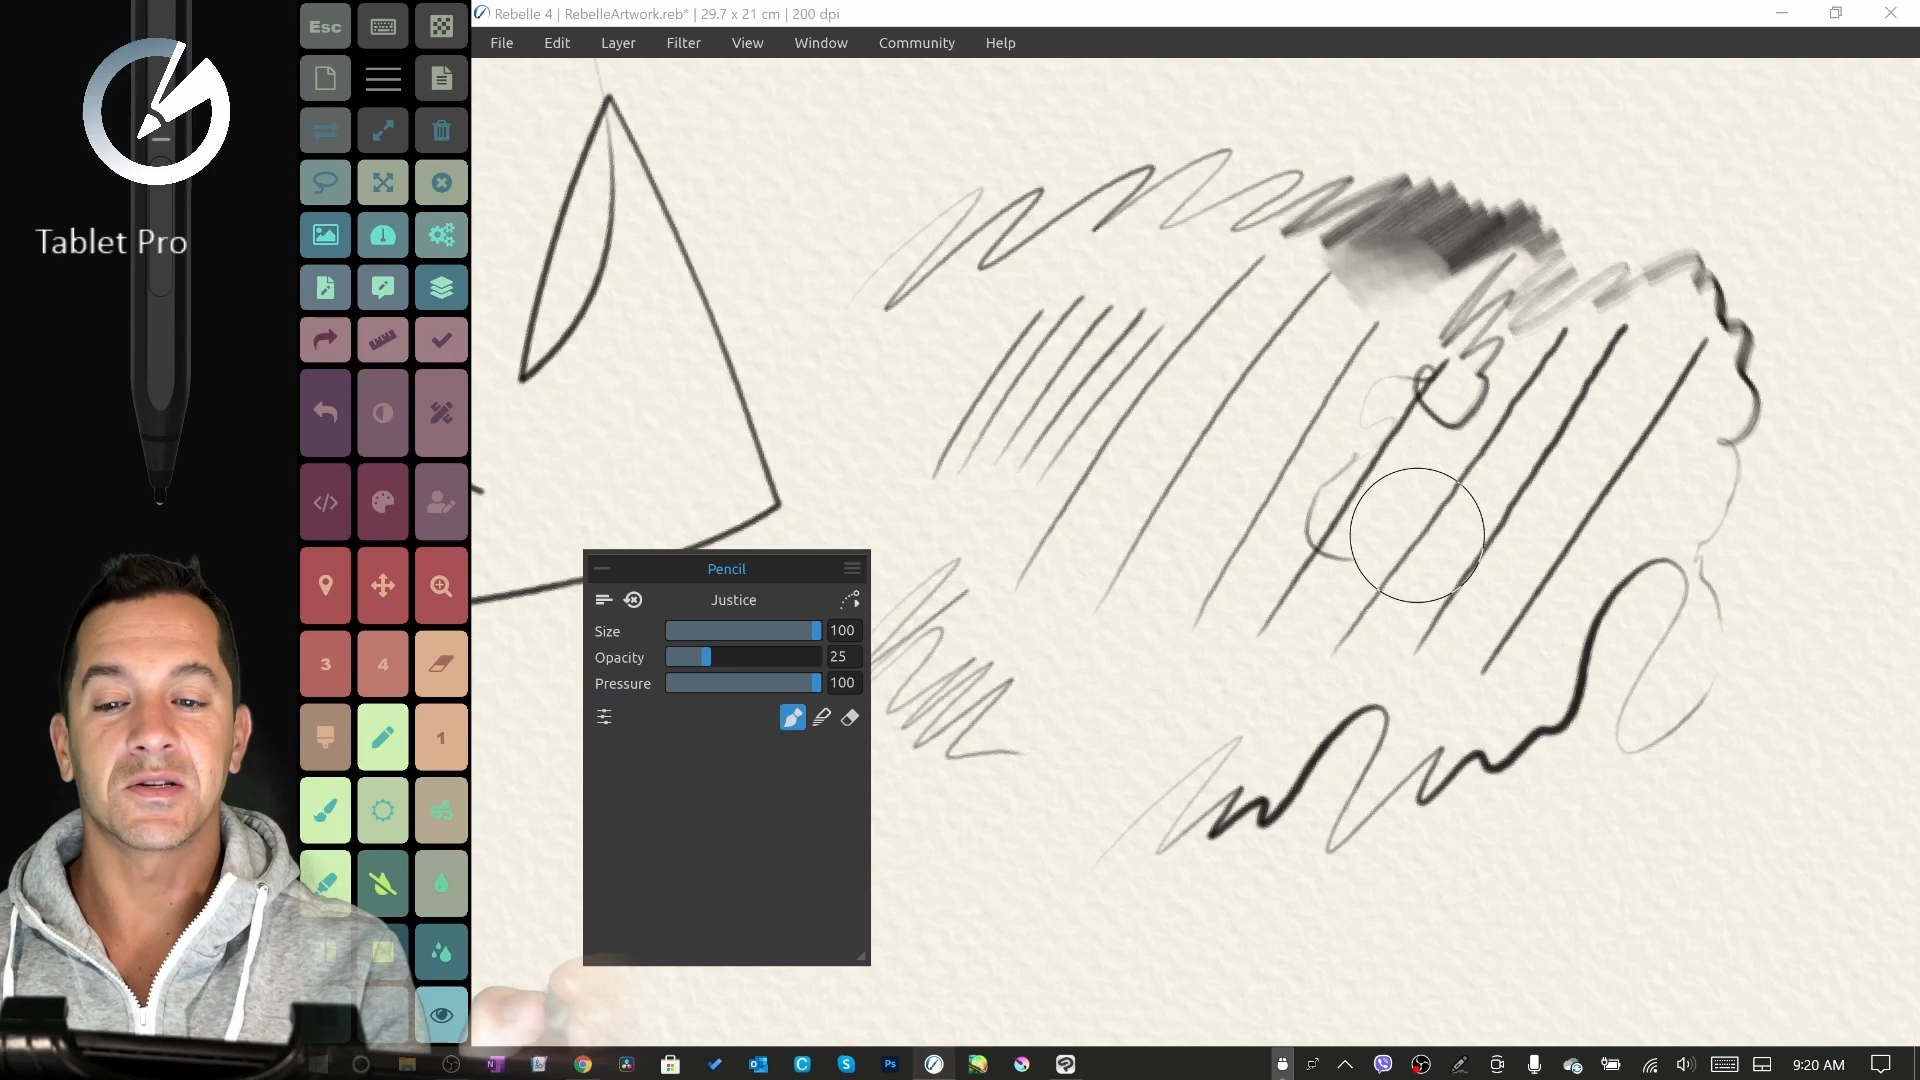 Rebelle 4 | RebelleArtwork.reb* | 29.7 x 21 cm | 200 dpi
Esc
File Edit Layer Filter View Window Community Help
Tablet Pro
Pencil
Justice
Size 100
Opacity 25
Pressure 100
3 4
1
9:20 AM